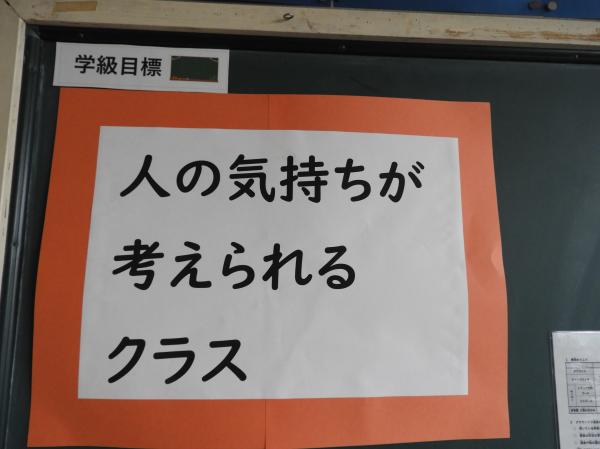 学級目標
人の気持ちが
考えられる
クラス